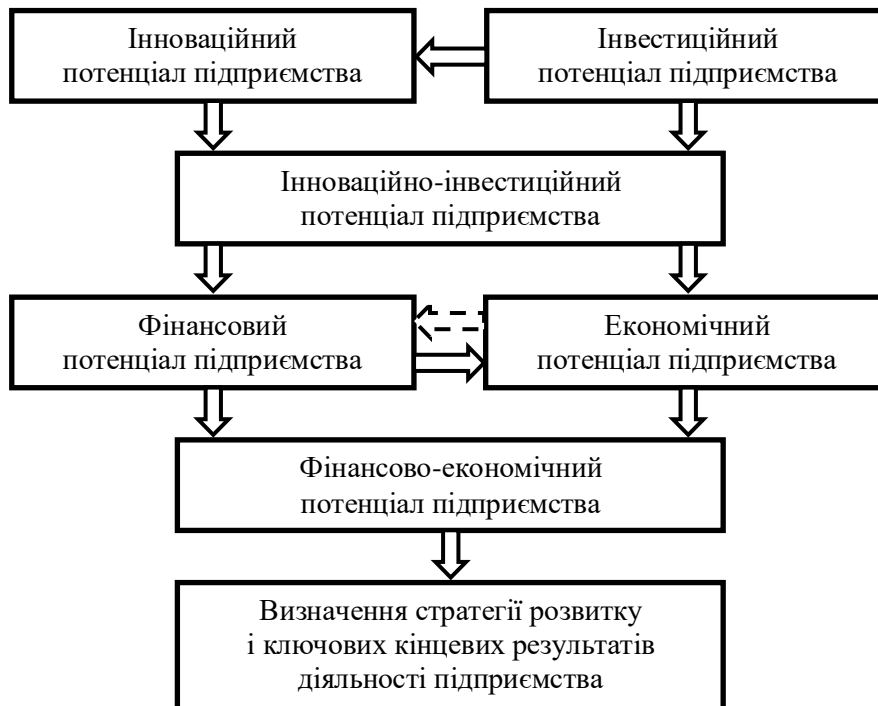 Інноваційний
потенціал підприємства
Інвестиційний
потенціал підприємства
Інноваційно-інвестиційний
потенціал підприємства
Фінансовий
потенціал підприємства
Економічний
потенціал підприємства
Фінансово-економічний
потенціал підприємства
Визначення стратегії розвитку
і ключових кінцевих результатів
діяльності підприємства